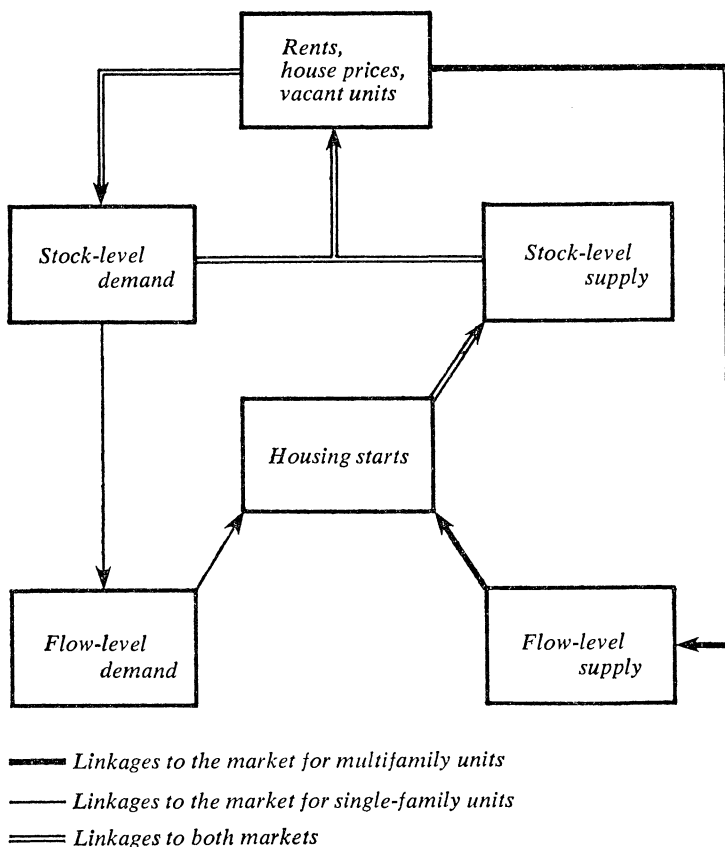 Rents,
house prices,
vacant units
Stock-level
demand
Stock-level
supply
Housing starts
Flow-level
demand
Flow-level
supply
Linkages to the market for multifamily units
Linkages to the market for single-family units
Linkages to both markets